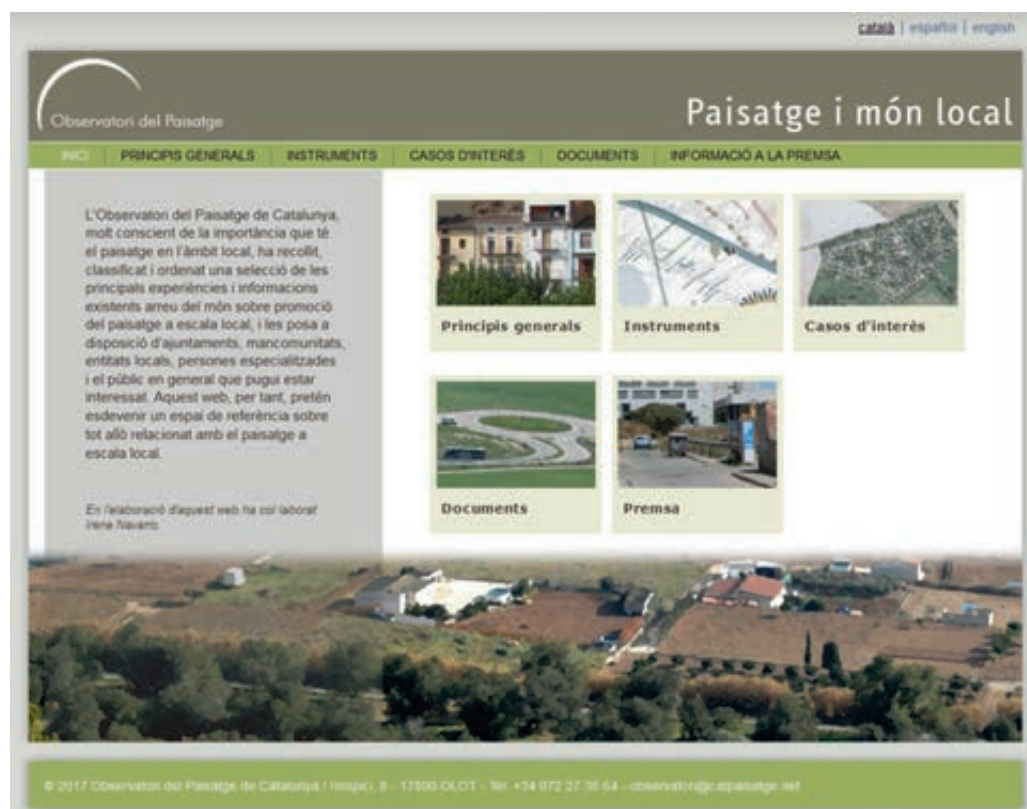 català | español | english
Observatori del Paisatge
Paisatge i món local
INICI | PRINCIPIS GENERALS | INSTRUMENTS | CASOS D'INTERÈS | DOCUMENTS | INFORMACIÓ A LA PREMSA
L'Observatori del Paisatge de Catalunya,
molt conscient de la importància que té
el paisatge en l'àmbit local, ha recollit,
classificat i ordenat una selecció de les
principals experiències i informacions
existents arreu del món sobre promoció
del paisatge a escala local, i les posa a
disposició d'ajuntaments, mancomunitats,
entitats locals, persones especialitzades
i el públic en general que pugui estar
interessat. Aquest web, per tant, pretén
esdevenir un espai de referència sobre
tot allò relacionat amb el paisatge a
escala local.
En l'elaboració d'aquest web ha col·laborat
Irene Navarro.
Principis generals
Instruments
Casos d'interès
Documents
Premsa
© 2017 Observatori del Paisatge de Catalunya / Hospici, 8 - 17800 OLOT - Tel. +34 972 27 35 64 - observatori@catpaisatge.net